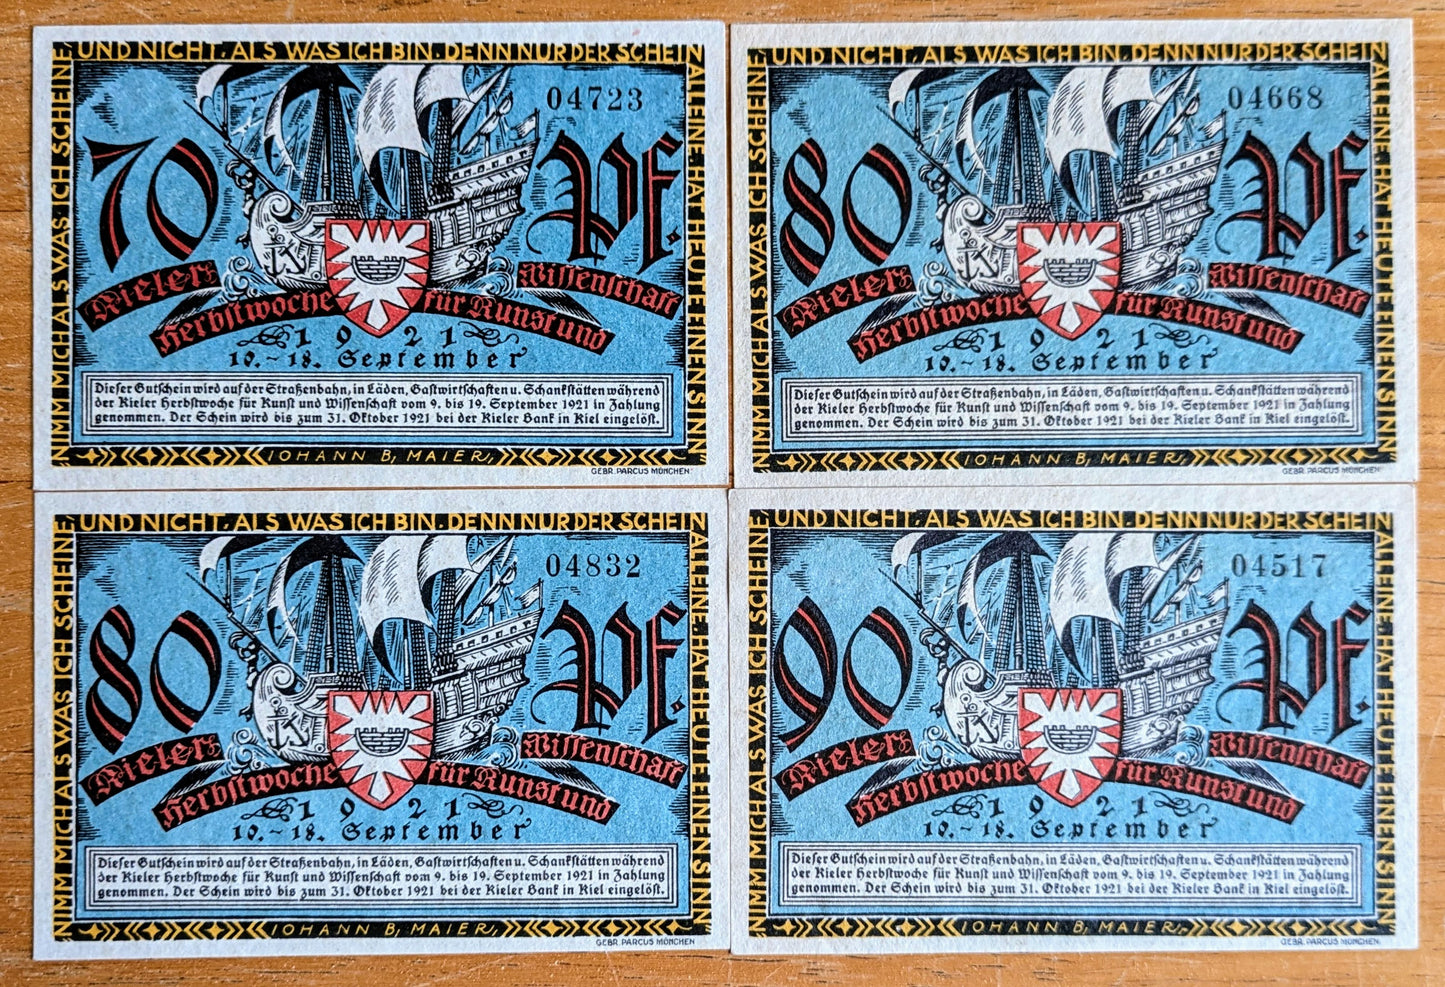 NIMM MICH ALS WAS ICH SCHEINE,
UND NICHT, ALS WAS ICH BIN. DENN NUR DER SCHEIN
ALLEINE HAT HEUTE EINEN SINN
04723
70 Pf.
Kieler
Herbstwoche für Kunst und
Wissenschaft
1921
10.-18. September
Dieser Gutschein wird auf der Straßenbahn, in Läden, Gastwirtschaften u. Schankstätten während
der Kieler Herbstwoche für Kunst und Wissenschaft vom 9. bis 19. September 1921 in Zahlung
genommen. Der Schein wird bis zum 31. Oktober 1921 bei der Kieler Bank in Kiel eingelöst.
IOHANN B, MAIER,
GEBR. PARCUS MÜNCHEN.
NIMM MICH ALS WAS ICH SCHEINE,
UND NICHT, ALS WAS ICH BIN. DENN NUR DER SCHEIN
ALLEINE HAT HEUTE EINEN SINN
04668
80 Pf.
Kieler
Herbstwoche für Kunst und
Wissenschaft
1921
10.-18. September
Dieser Gutschein wird auf der Straßenbahn, in Läden, Gastwirtschaften u. Schankstätten während
der Kieler Herbstwoche für Kunst und Wissenschaft vom 9. bis 19. September 1921 in Zahlung
genommen. Der Schein wird bis zum 31. Oktober 1921 bei der Kieler Bank in Kiel eingelöst.
IOHANN B, MAIER,
GEBR. PARCUS MÜNCHEN.
NIMM MICH ALS WAS ICH SCHEINE,
UND NICHT, ALS WAS ICH BIN. DENN NUR DER SCHEIN
ALLEINE HAT HEUTE EINEN SINN
04832
80 Pf.
Kieler
Herbstwoche für Kunst und
Wissenschaft
1921
10.-18. September
Dieser Gutschein wird auf der Straßenbahn, in Läden, Gastwirtschaften u. Schankstätten während
der Kieler Herbstwoche für Kunst und Wissenschaft vom 9. bis 19. September 1921 in Zahlung
genommen. Der Schein wird bis zum 31. Oktober 1921 bei der Kieler Bank in Kiel eingelöst.
IOHANN B, MAIER,
GEBR. PARCUS MÜNCHEN
NIMM MICH ALS WAS ICH SCHEINE,
UND NICHT, ALS WAS ICH BIN. DENN NUR DER SCHEIN
ALLEINE HAT HEUTE EINEN SINN
04517
90 Pf.
Kieler
Herbstwoche für Kunst und
Wissenschaft
1921
10.-18. September
Dieser Gutschein wird auf der Straßenbahn, in Läden, Gastwirtschaften u. Schankstätten während
der Kieler Herbstwoche für Kunst und Wissenschaft vom 9. bis 19. September 1921 in Zahlung
genommen. Der Schein wird bis zum 31. Oktober 1921 bei der Kieler Bank in Kiel eingelöst.
IOHANN B, MAIER,
GEBR. PARCUS MÜNCHEN.